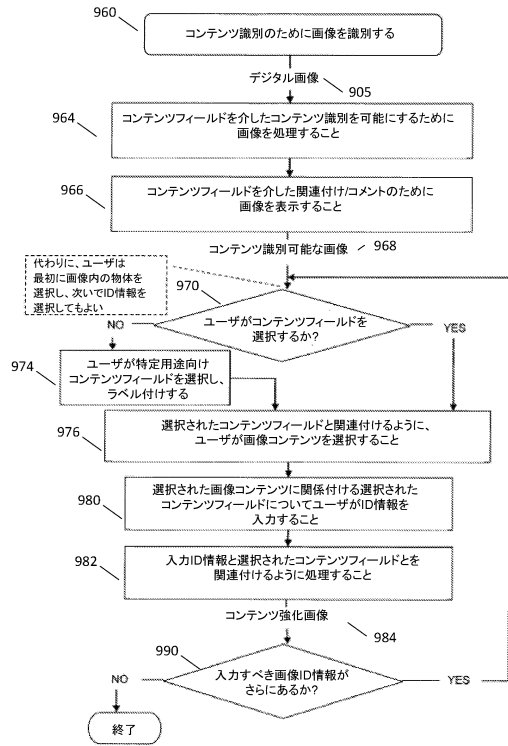 960
コンテンツ識別のために画像を識別する
デジタル画像
905
964
コンテンツフィールドを介したコンテンツ識別を可能にするために
画像を処理すること
966
コンテンツフィールドを介した関連付け/コメントのために
画像を表示すること
コンテンツ識別可能な画像
968
代わりに、ユーザは
最初に画像内の物体を
選択し、次いでID情報を
選択してもよい
970
ユーザがコンテンツフィールドを
選択するか?
NO
YES
974
ユーザが特定用途向け
コンテンツフィールドを選択し、
ラベル付けする
976
選択されたコンテンツフィールドと関連付けるように、
ユーザが画像コンテンツを選択すること
980
選択された画像コンテンツに関係付ける選択された
コンテンツフィールドについてユーザがID情報を
入力すること
982
入力ID情報と選択されたコンテンツフィールドとを
関連付けるように処理すること
コンテンツ強化画像
984
990
入力すべき画像ID情報が
さらにあるか?
NO
YES
終了